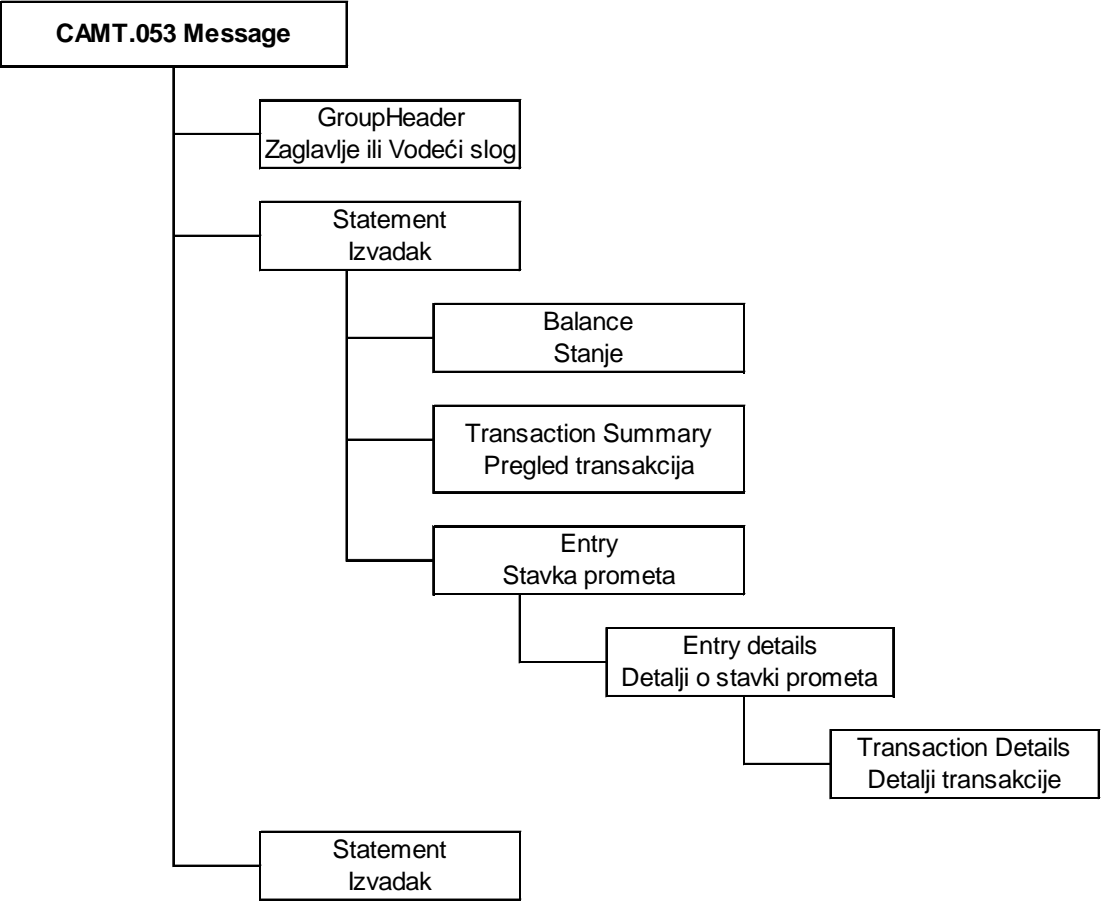 CAMT.053 Message
GroupHeader
Zaglavlje ili Vodeći slog
Statement
Izvadak
Balance
Stanje
Transaction Summary
Pregled transakcija
Entry
Stavka prometa
Entry details
Detalji o stavki prometa
Transaction Details
Detalji transakcije
Statement
Izvadak